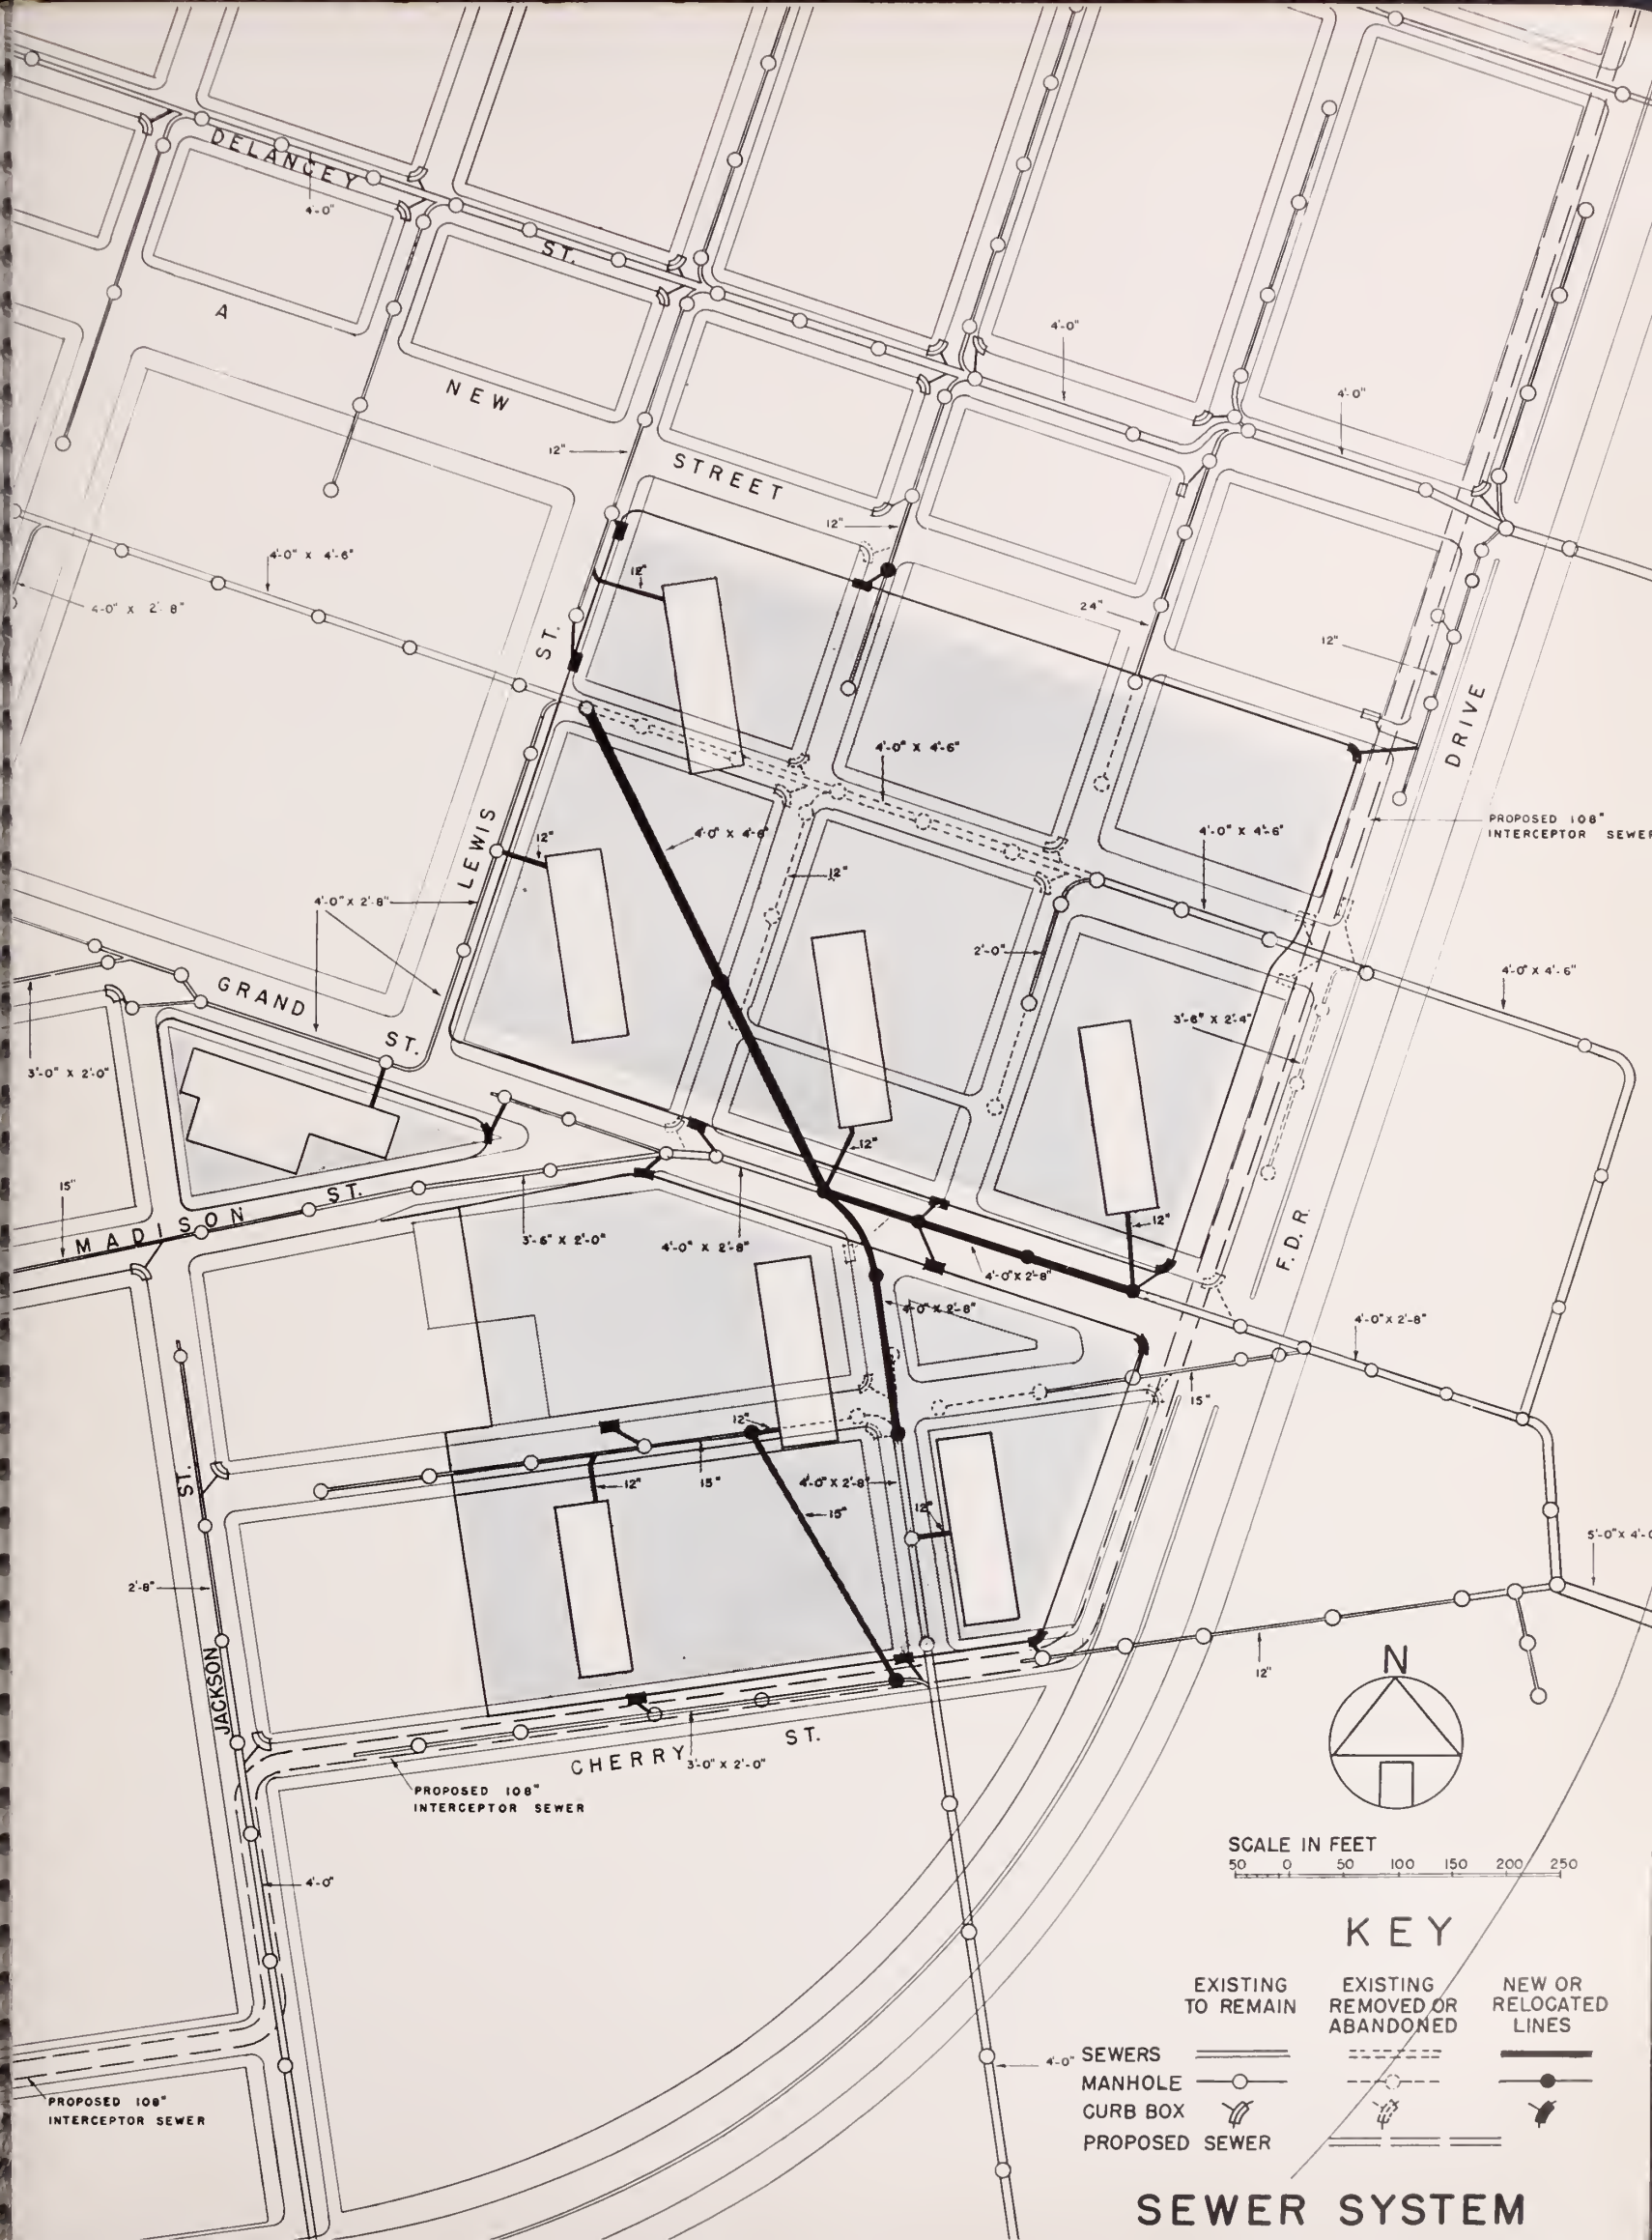 DELANCEY
4'-0"
ST.
A
NEW
4'-0"
4'-0"
12"
STREET
12"
4'-0" X 4'-6"
12"
4-0" X 2'-8"
24"
ST.
12"
DRIVE
4'-0" X 4'-6"
PROPOSED 108"
INTERCEPTOR SEWER
4'-0" X 4'-6"
4'-0" X 4'-6"
12"
LEWIS
12"
4'-0" X 2'-8"
2'-0"
4'-0" X 4'-6"
GRAND
ST.
3'-6" X 2'-4"
3'-0" X 2'-0"
12"
15"
MADISON
ST.
12"
F.D.R.
3'-6" X 2'-0"
4'-0" X 2'-8"
4'-0" X 2'-8"
4'-0" X 2'-8"
4'-0" X 2'-8"
15"
12"
ST.
12"
15"
4'-0" X 2'-8"
12"
15"
5'-0" X 4'-0
2'-8"
JACKSON
12"
N
CHERRY
ST.
3'-0" X 2'-0"
PROPOSED 108"
INTERCEPTOR SEWER
SCALE IN FEET
50 0 50 100 150 200 250
4'-0"
KEY
EXISTING TO REMAIN
EXISTING REMOVED OR ABANDONED
NEW OR RELOCATED LINES
4'-0"
SEWERS
MANHOLE
CURB BOX
PROPOSED SEWER
PROPOSED 108"
INTERCEPTOR SEWER
SEWER SYSTEM